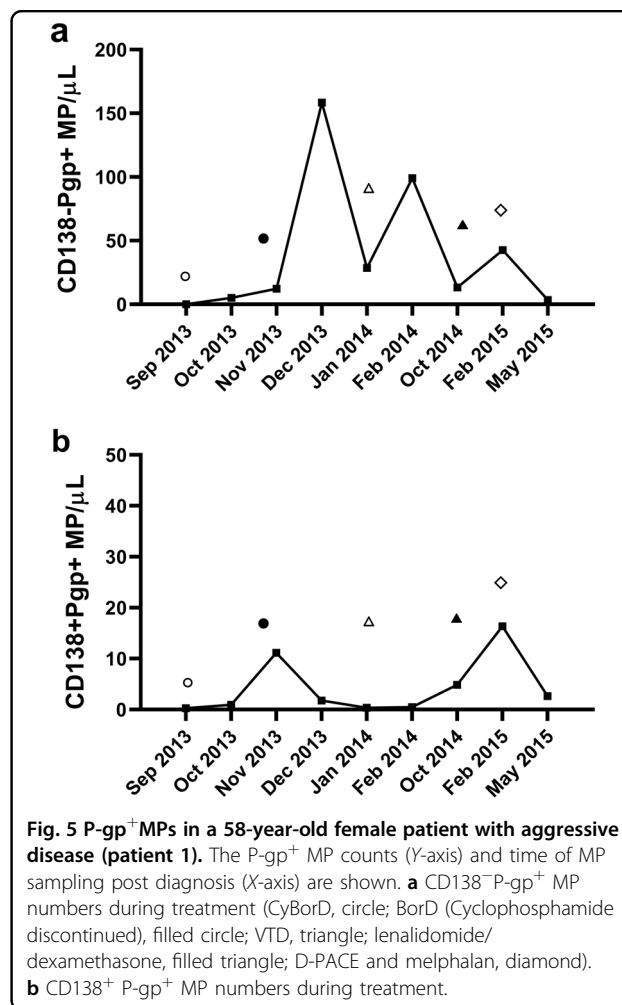 a
CD138-Pgp+ MP/μL
200
150
100
50
0
Sep 2013
Oct 2013
Nov 2013
Dec 2013
Jan 2014
Feb 2014
Oct 2014
Feb 2015
May 2015
b
CD138+Pgp+ MP/μL
50
40
30
20
10
0
Sep 2013
Oct 2013
Nov 2013
Dec 2013
Jan 2014
Feb 2014
Oct 2014
Feb 2015
May 2015
Fig. 5 P-gp⁺MPs in a 58-year-old female patient with aggressive
disease (patient 1). The P-gp⁺ MP counts (Y-axis) and time of MP
sampling post diagnosis (X-axis) are shown. a CD138⁻P-gp⁺ MP
numbers during treatment (CyBorD, circle; BorD (Cyclophosphamide
discontinued), filled circle; VTD, triangle; lenalidomide/
dexamethasone, filled triangle; D-PACE and melphalan, diamond).
b CD138⁺ P-gp⁺ MP numbers during treatment.